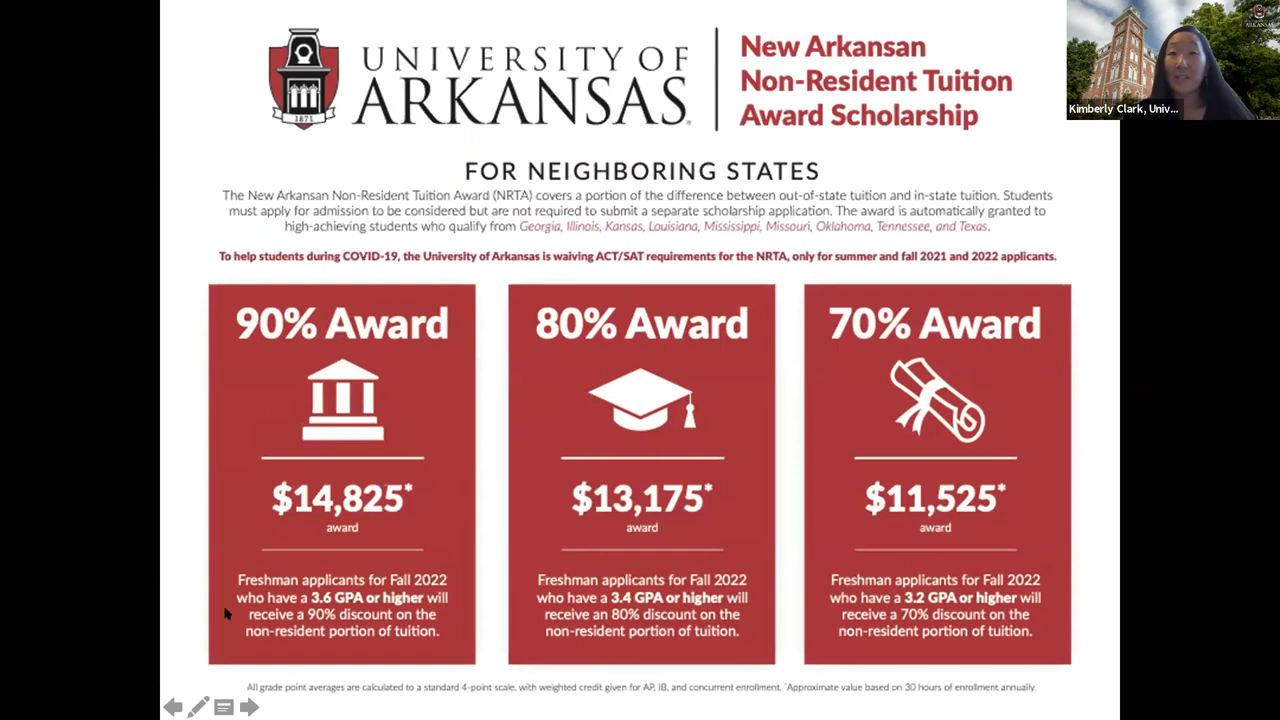 UNIVERSITY OF
ARKANSAS
1871
New Arkansan
Non-Resident Tuition
Award Scholarship
Kimberly Clark, Univ...
FOR NEIGHBORING STATES
The New Arkansan Non-Resident Tuition Award (NRTA) covers a portion of the difference between out-of-state tuition and in-state tuition. Students
must apply for admission to be considered but are not required to submit a separate scholarship application. The award is automatically granted to
high-achieving students who qualify from Georgia, Illinois, Kansas, Louisiana, Mississippi, Missouri, Oklahoma, Tennessee, and Texas.
To help students during COVID-19, the University of Arkansas is waiving ACT/SAT requirements for the NRTA, only for summer and fall 2021 and 2022 applicants.
90% Award
$14,825*
award
Freshman applicants for Fall 2022
who have a 3.6 GPA or higher will
receive a 90% discount on the
non-resident portion of tuition.
80% Award
$13,175*
award
Freshman applicants for Fall 2022
who have a 3.4 GPA or higher will
receive an 80% discount on the
non-resident portion of tuition.
70% Award
$11,525*
award
Freshman applicants for Fall 2022
who have a 3.2 GPA or higher will
receive a 70% discount on the
non-resident portion of tuition.
All grade point averages are calculated to a standard 4-point scale, with weighted credit given for AP, IB, and concurrent enrollment. *Approximate value based on 30 hours of enrollment annually.